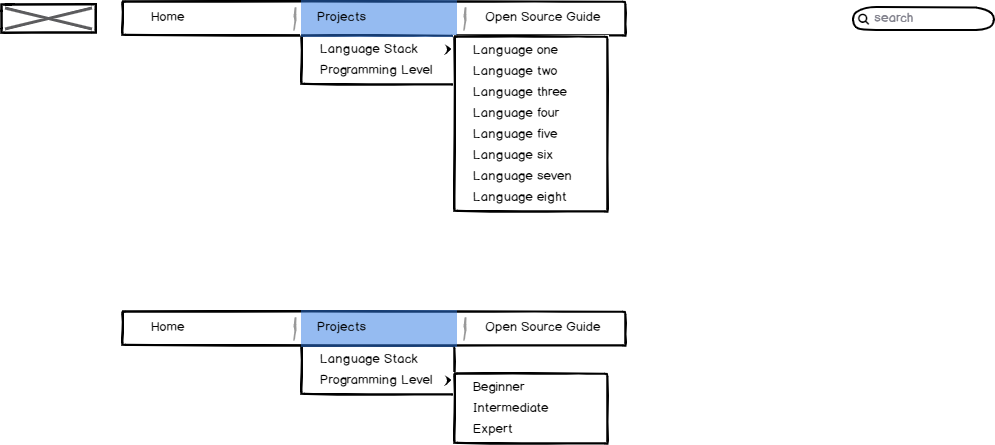 Home Projects Open Source Guide search
Language Stack Language one
Programming Level Language two
Language three
Language four
Language five
Language six
Language seven
Language eight
Home Projects Open Source Guide
Language Stack
Programming Level Beginner
Intermediate
Expert